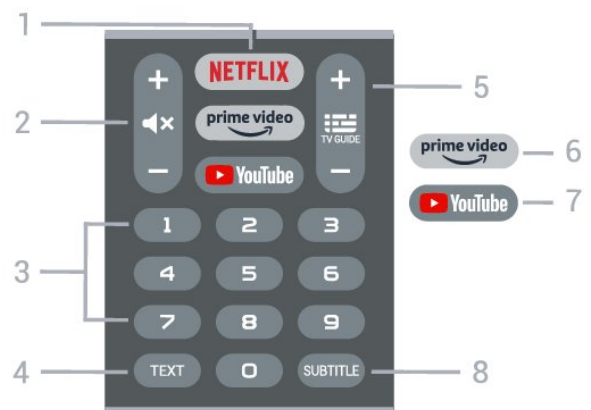 1
NETFLIX
+ + 5
2 prime video TV GUIDE
prime video 6
- YouTube -
YouTube 7
1 2 3
3 4 5 6
7 8 9
4 TEXT 0 SUBTITLE 8